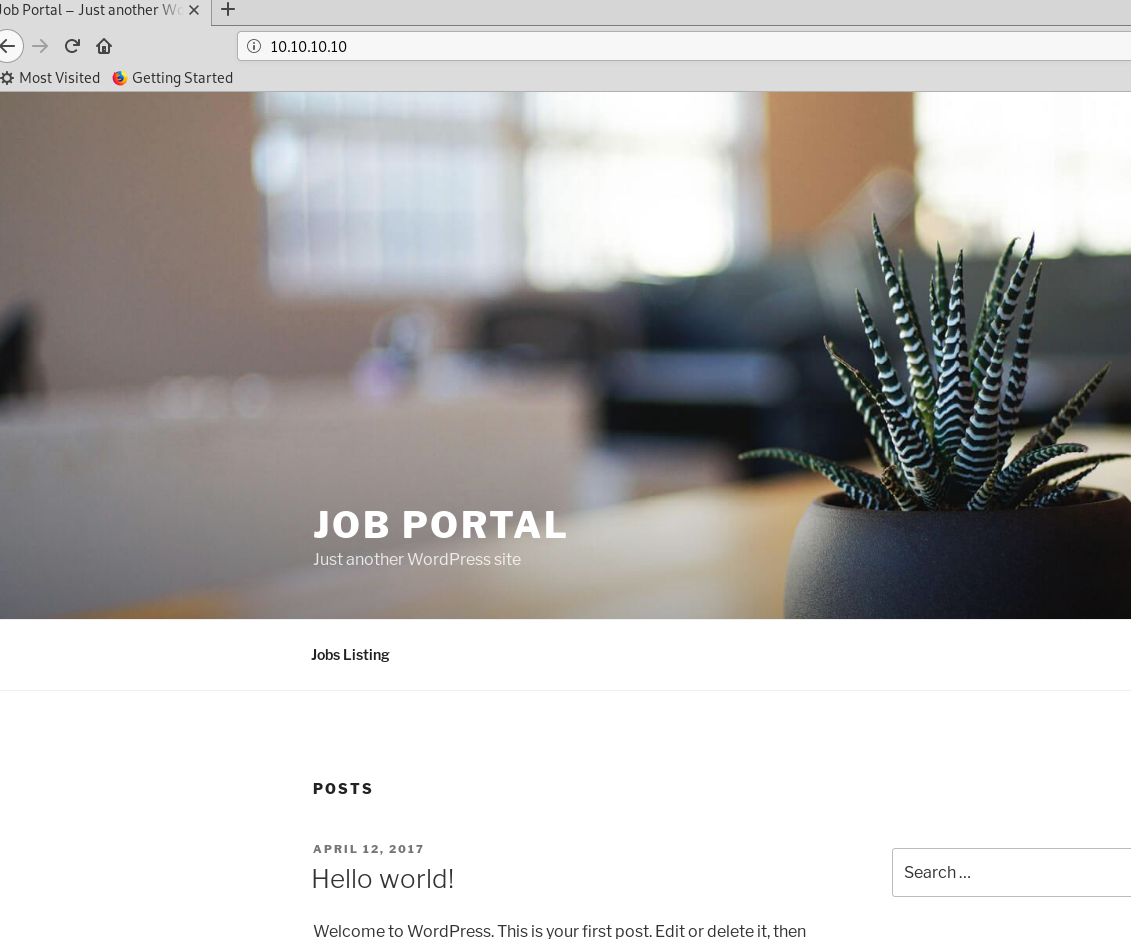 Job Portal – Just another Wo
10.10.10.10
Most Visited Getting Started
JOB PORTAL
Just another WordPress site
Jobs Listing
POSTS
APRIL 12, 2017
Hello world!
Search …
Welcome to WordPress. This is your first post. Edit or delete it, then